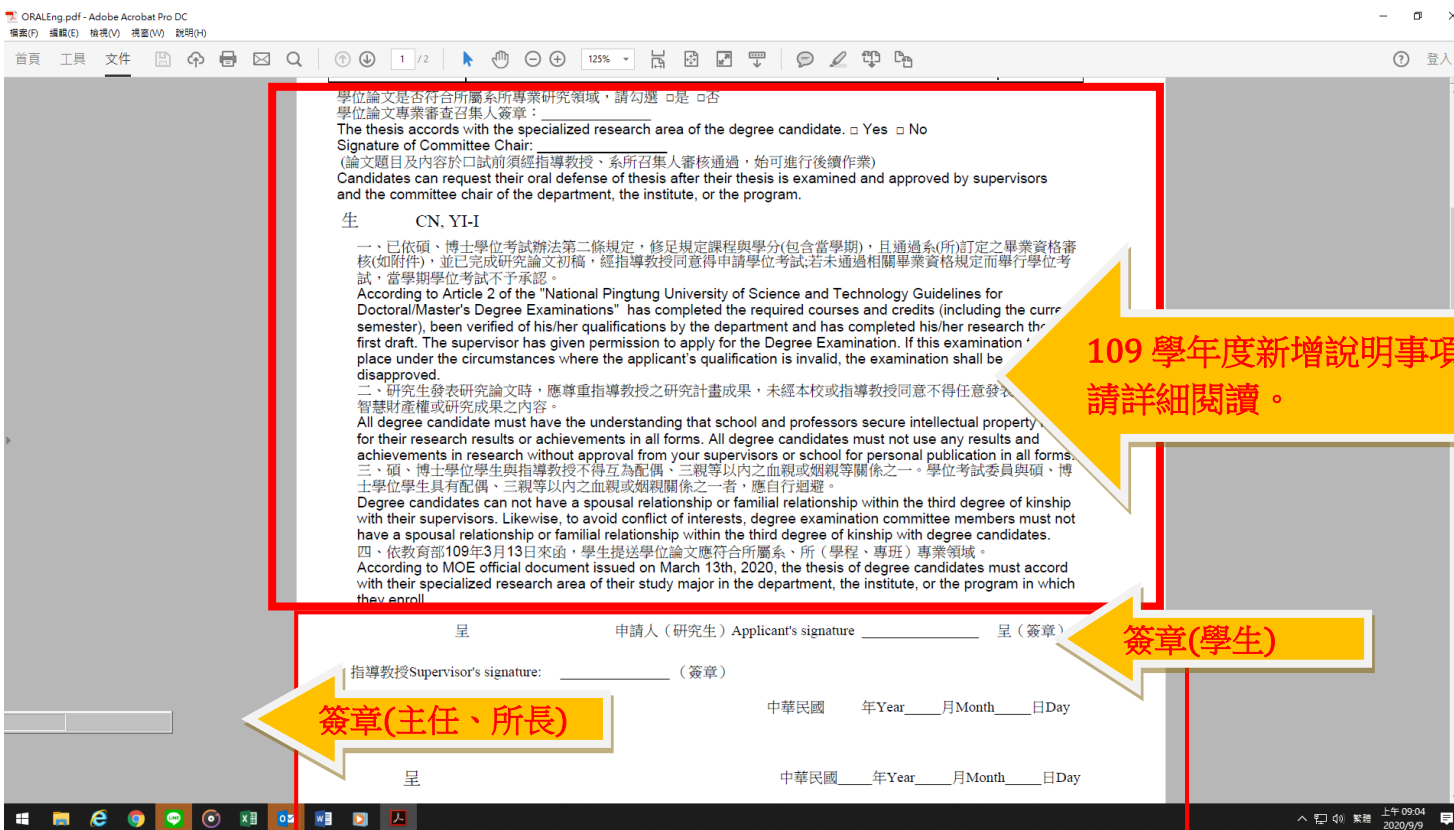 ORALEng.pdf - Adobe Acrobat Pro DC
檔案(F) 編輯(E) 檢視(V) 視窗(W) 說明(H)
首頁 工具 文件 1 / 2 125% 登入
學位論文是否符合所屬系所專業研究領域，請勾選 □是 □否
學位論文專業審查召集人簽章：_______________
The thesis accords with the specialized research area of the degree candidate. □ Yes □ No
Signature of Committee Chair: _______________
(論文題目及內容於口試前須經指導教授、系所召集人審核通過，始可進行後續作業)
Candidates can request their oral defense of thesis after their thesis is examined and approved by supervisors
and the committee chair of the department, the institute, or the program.
生 CN, YI-I
一、已依碩、博士學位考試辦法第二條規定，修足規定課程與學分(包含當學期)，且通過系(所)訂定之畢業資格審
核(如附件)，並已完成研究論文初稿，經指導教授同意得申請學位考試;若未通過相關畢業資格規定而舉行學位考
試，當學期學位考試不予承認。
According to Article 2 of the "National Pingtung University of Science and Technology Guidelines for
Doctoral/Master's Degree Examinations" has completed the required courses and credits (including the
semester), been verified of his/her qualifications by the department and has completed his/her research
first draft. The supervisor has given permission to apply for the Degree Examination. If this examination
place under the circumstances where the applicant's qualification is invalid, the examination shall be
disapproved.
二、研究生發表研究論文時，應尊重指導教授之研究計畫成果，未經本校或指導教授同意不得任意發表
智慧財產權或研究成果之內容。
All degree candidate must have the understanding that school and professors secure intellectual property
for their research results or achievements in all forms. All degree candidates must not use any results and
achievements in research without approval from your supervisors or school for personal publication in all forms.
三、碩、博士學位學生與指導教授不得互為配偶、三親等以內之血親或姻親等關係之一。學位考試委員與碩、博
士學位學生具有配偶、三親等以內之血親或姻親關係之一者，應自行迴避。
Degree candidates can not have a spousal relationship or familial relationship within the third degree of kinship
with their supervisors. Likewise, to avoid conflict of interests, degree examination committee members must not
have a spousal relationship or familial relationship within the third degree of kinship with degree candidates.
四、依教育部109年3月13日來函，學生提送學位論文應符合所屬系、所（學程、專班）專業領域。
According to MOE official document issued on March 13th, 2020, the thesis of degree candidates must accord
with their specialized research area of their study major in the department, the institute, or the program in which
they enroll
109 學年度新增說明事項
請詳細閱讀。
呈 申請人（研究生）Applicant's signature _______________ 呈（簽章）
簽章(學生)
指導教授Supervisor's signature: _______________（簽章）
中華民國 年Year_____月Month_____日Day
簽章(主任、所長)
呈 中華民國_____年Year_____月Month_____日Day
繁體 上午 09:04
2020/9/9